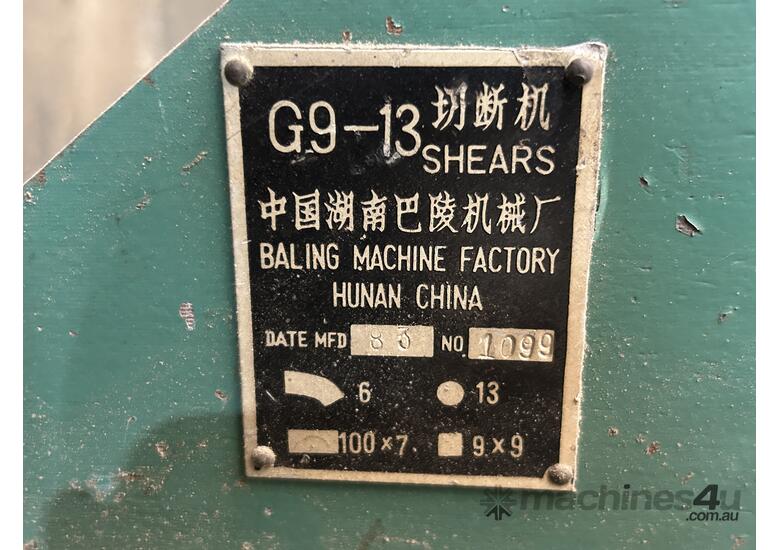 G9-13 切断机
SHEARS
中国湖南巴陵机械厂
BALING MACHINE FACTORY
HUNAN CHINA
DATE MFD 83 NO. 1099
6 13
100×7 9×9
machines4u
.com.au